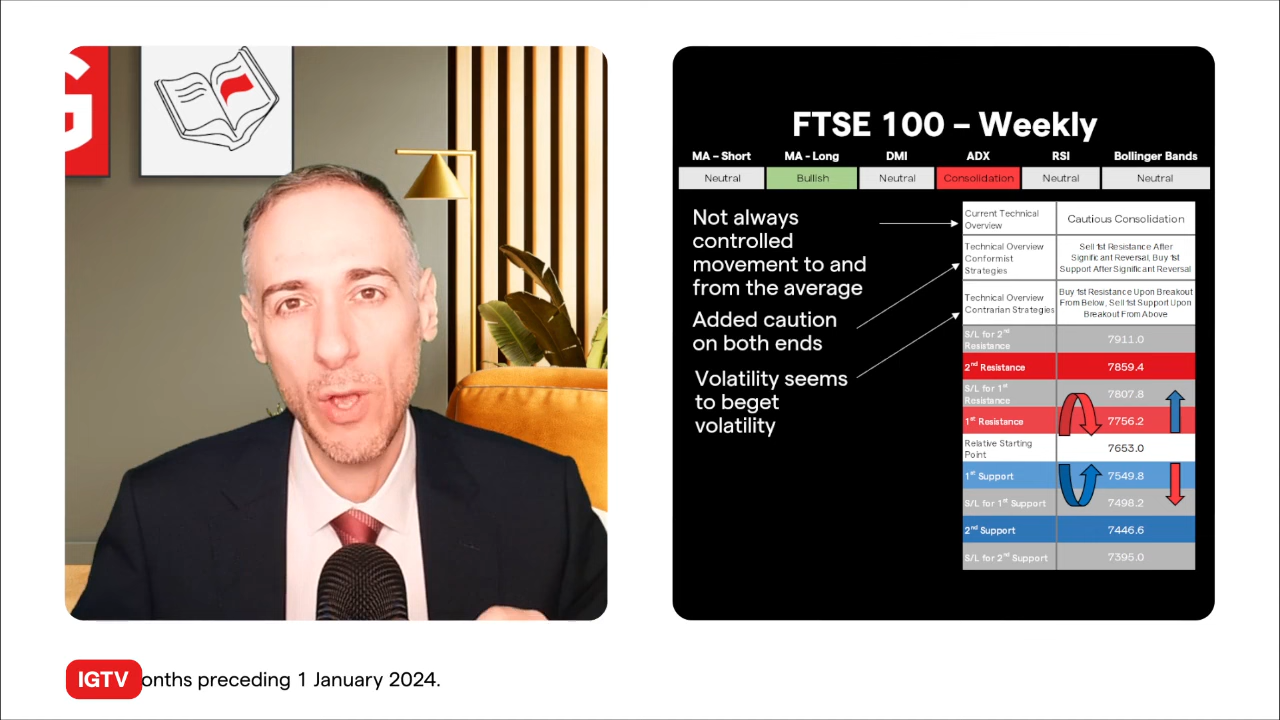 G
FTSE 100 – Weekly
MA – Short MA - Long DMI ADX RSI Bollinger Bands
Neutral Bullish Neutral Consolidation Neutral Neutral
Not always
controlled
movement to and
from the average
Added caution
on both ends
Volatility seems
to beget
volatility
Current Technical
Overview
Cautious Consolidation
Technical Overview
Conformist
Strategies
Sell 1st Resistance After
Significant Reversal, Buy 1st
Support After Significant Reversal
Technical Overview
Contrarian Strategies
Buy 1st Resistance Upon Breakout
From Below, Sell 1st Support Upon
Breakout From Above
S/L for 2nd
Resistance
7911.0
2nd Resistance 7859.4
S/L for 1st
Resistance
7807.8
1st Resistance 7756.2
Relative Starting
Point
7653.0
1st Support 7549.8
S/L for 1st Support 7498.2
2nd Support 7446.6
S/L for 2nd Support 7395.0
IGTV onths preceding 1 January 2024.